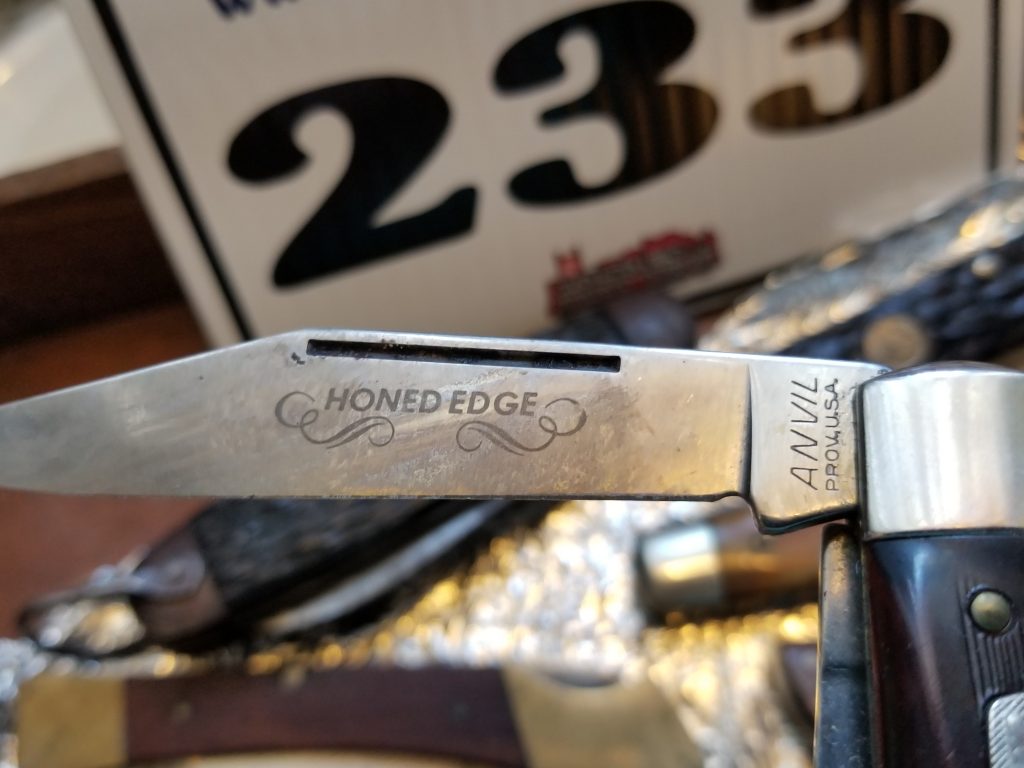 233
HONED EDGE
ANVIL
PROV, U.S.A.